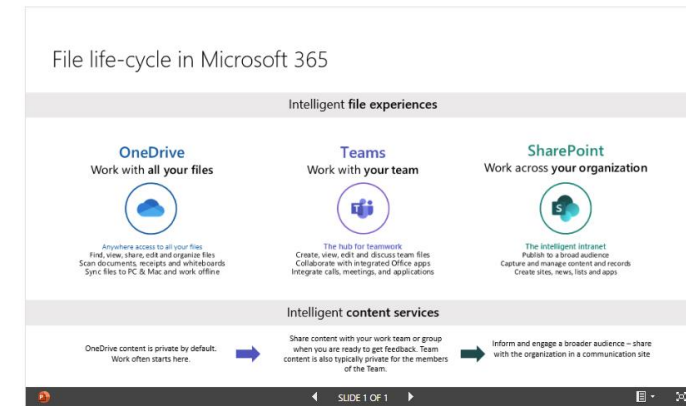 File life-cycle in Microsoft 365
Intelligent file experiences
OneDrive
Work with all your files
Anywhere access to all your files
Find, view, share, edit and organize files
Scan documents, receipts and whiteboards
Sync files to PC & Mac and work offline
Teams
Work with your team
The hub for teamwork
Create, view, edit and discuss team files
Collaborate with integrated Office apps
Integrate calls, meetings, and applications
SharePoint
Work across your organization
The intelligent intranet
Publish to a broad audience
Capture and manage content and records
Create sites, news, lists and apps
Intelligent content services
OneDrive content is private by default.
Work often starts here.
Share content with your work team or group
when you are ready to get feedback. Team
content is also typically private for the members
of the Team.
Inform and engage a broader audience – share
with the organization in a communication site
SLIDE 1 OF 1